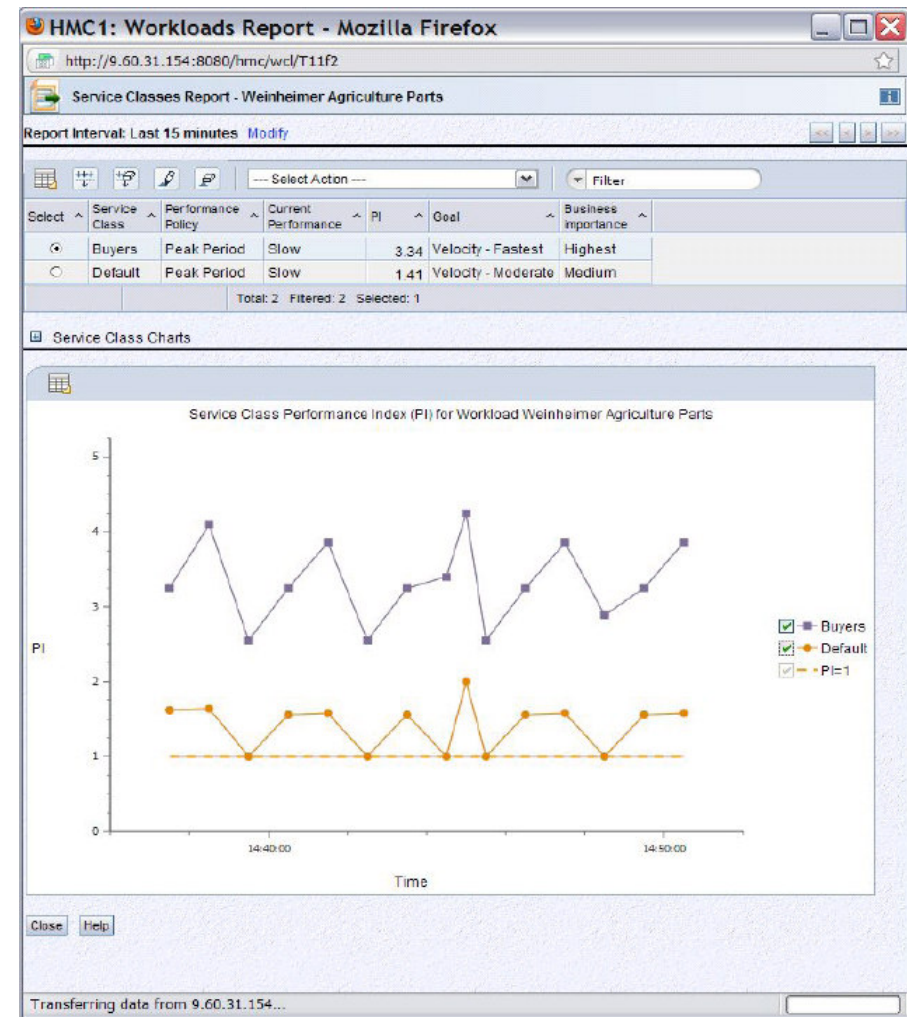 HMC1: Workloads Report - Mozilla Firefox
http://9.60.31.154:8080/hmc/wcl/T11f2
Service Classes Report - Weinheimer Agriculture Parts
Report Interval: Last 15 minutes Modify
<< < > >>
--- Select Action --- Filter
Select Service Class Performance Policy Current Performance PI Goal Business Importance
Buyers Peak Period Slow 3.34 Velocity - Fastest Highest
Default Peak Period Slow 1.41 Velocity - Moderate Medium
Total: 2 Filtered: 2 Selected: 1
Service Class Charts
Service Class Performance Index (PI) for Workload Weinheimer Agriculture Parts
5
4
3
2
1
0
PI
14:40:00 14:50:00
Time
Buyers
Default
PI=1
Close Help
Transferring data from 9.60.31.154...